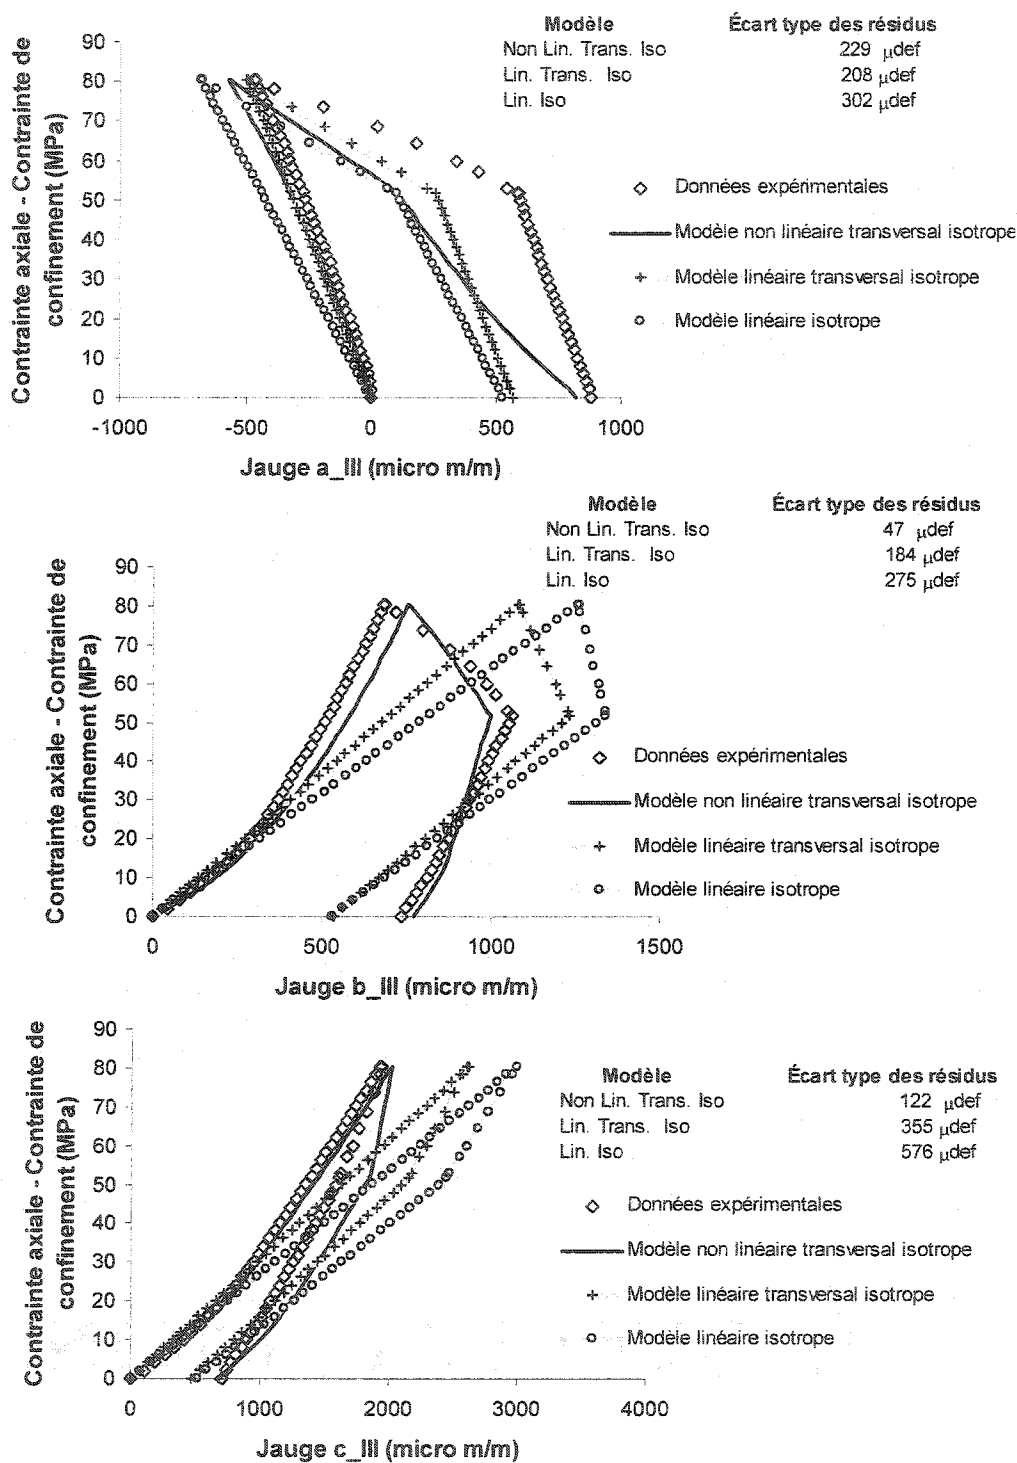 Modèle Écart type des résidus
Non Lin. Trans. Iso 229 µdef
Lin. Trans. Iso 208 µdef
Lin. Iso 302 µdef
Contrainte axiale - Contrainte de
confinement (MPa)
90
80
70
60
50
40
30
20
10
0
-1000 -500 0 500 1000
Jauge a_III (micro m/m)
Données expérimentales
Modèle non linéaire transversal isotrope
Modèle linéaire transversal isotrope
Modèle linéaire isotrope
Modèle Écart type des résidus
Non Lin. Trans. Iso 47 µdef
Lin. Trans. Iso 184 µdef
Lin. Iso 275 µdef
Contrainte axiale - Contrainte de
confinement (MPa)
90
80
70
60
50
40
30
20
10
0
0 500 1000 1500
Jauge b_III (micro m/m)
Données expérimentales
Modèle non linéaire transversal isotrope
Modèle linéaire transversal isotrope
Modèle linéaire isotrope
Modèle Écart type des résidus
Non Lin. Trans. Iso 122 µdef
Lin. Trans. Iso 355 µdef
Lin. Iso 576 µdef
Contrainte axiale - Contrainte de
confinement (MPa)
90
80
70
60
50
40
30
20
10
0
0 1000 2000 3000 4000
Jauge c_III (micro m/m)
Données expérimentales
Modèle non linéaire transversal isotrope
Modèle linéaire transversal isotrope
Modèle linéaire isotrope